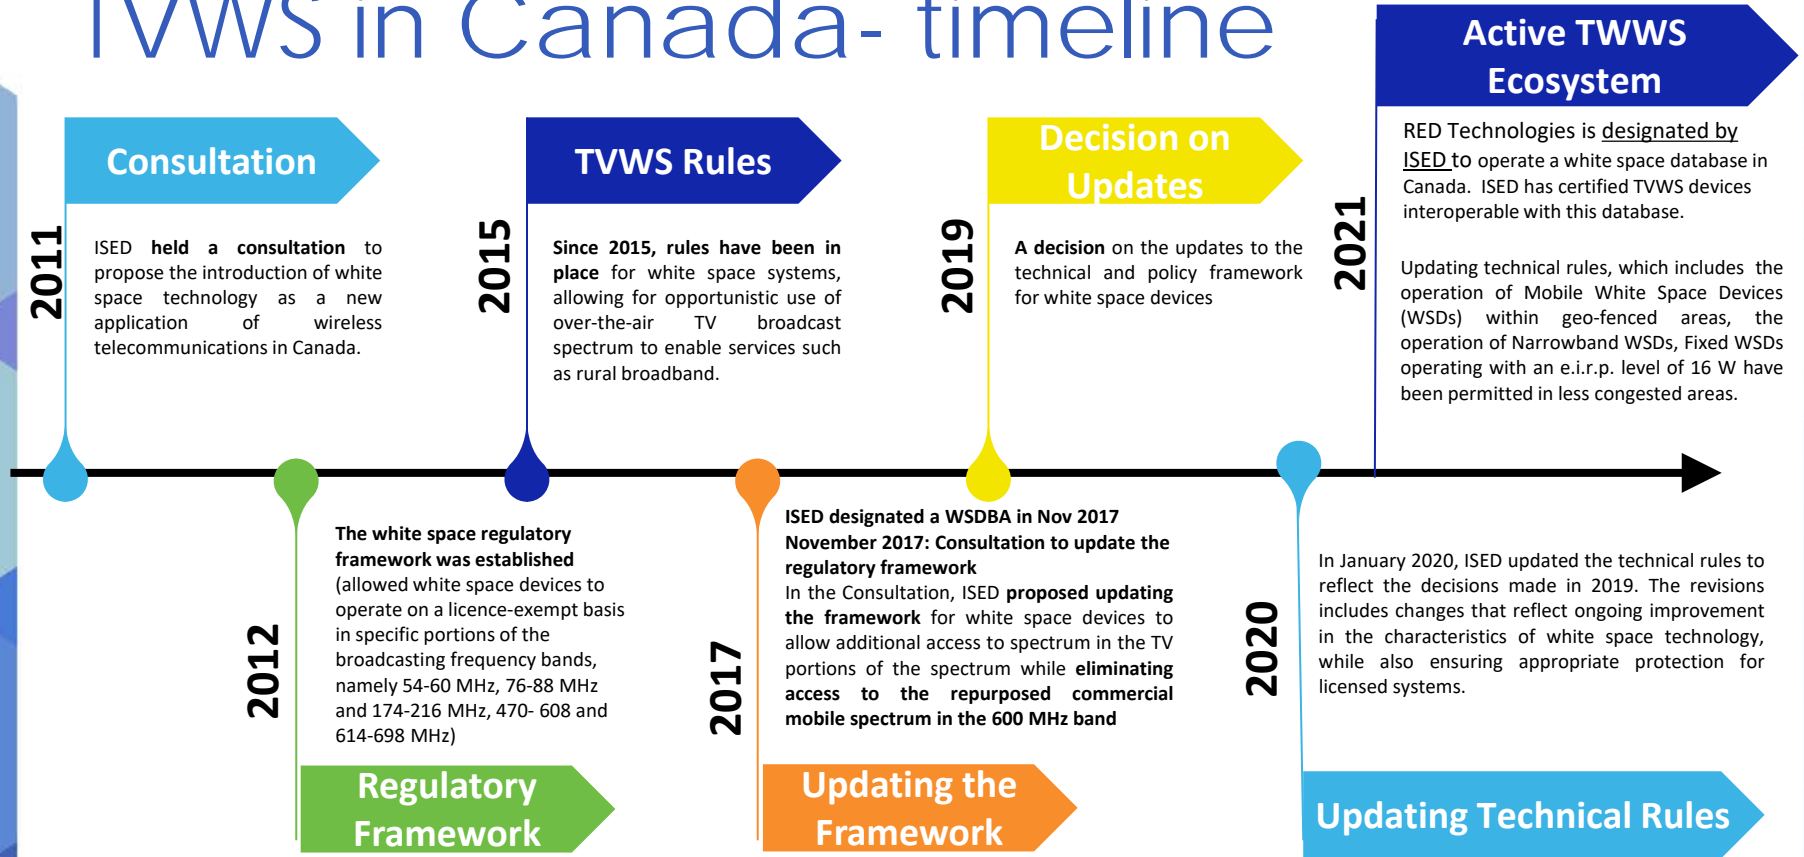 TVWS in Canada- timeline
Consultation
2011
ISED held a consultation to
propose the introduction of white
space technology as a new
application of wireless
telecommunications in Canada.
2012
The white space regulatory
framework was established
(allowed white space devices to
operate on a licence-exempt basis
in specific portions of the
broadcasting frequency bands,
namely 54-60 MHz, 76-88 MHz
and 174-216 MHz, 470- 608 and
614-698 MHz)
Regulatory
Framework
TVWS Rules
2015
Since 2015, rules have been in
place for white space systems,
allowing for opportunistic use of
over-the-air TV broadcast
spectrum to enable services such
as rural broadband.
2017
ISED designated a WSDBA in Nov 2017
November 2017: Consultation to update the
regulatory framework
In the Consultation, ISED proposed updating
the framework for white space devices to
allow additional access to spectrum in the TV
portions of the spectrum while eliminating
access to the repurposed commercial
mobile spectrum in the 600 MHz band
Updating the
Framework
Decision on
Updates
2019
A decision on the updates to the
technical and policy framework
for white space devices
2020
In January 2020, ISED updated the technical rules to
reflect the decisions made in 2019. The revisions
includes changes that reflect ongoing improvement
in the characteristics of white space technology,
while also ensuring appropriate protection for
licensed systems.
Updating Technical Rules
Active TWWS
Ecosystem
2021
RED Technologies is designated by
ISED to operate a white space database in
Canada. ISED has certified TVWS devices
interoperable with this database.
Updating technical rules, which includes the
operation of Mobile White Space Devices
(WSDs) within geo-fenced areas, the
operation of Narrowband WSDs, Fixed WSDs
operating with an e.i.r.p. level of 16 W have
been permitted in less congested areas.